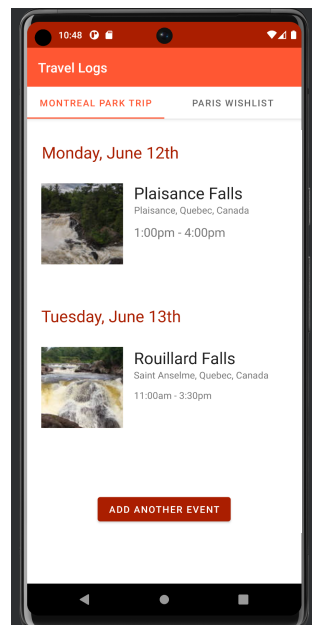 10:48
Travel Logs
MONTREAL PARK TRIP PARIS WISHLIST
Monday, June 12th
Plaisance Falls
Plaisance, Quebec, Canada
1:00pm - 4:00pm
Tuesday, June 13th
Rouillard Falls
Saint Anselme, Quebec, Canada
11:00am - 3:30pm
ADD ANOTHER EVENT